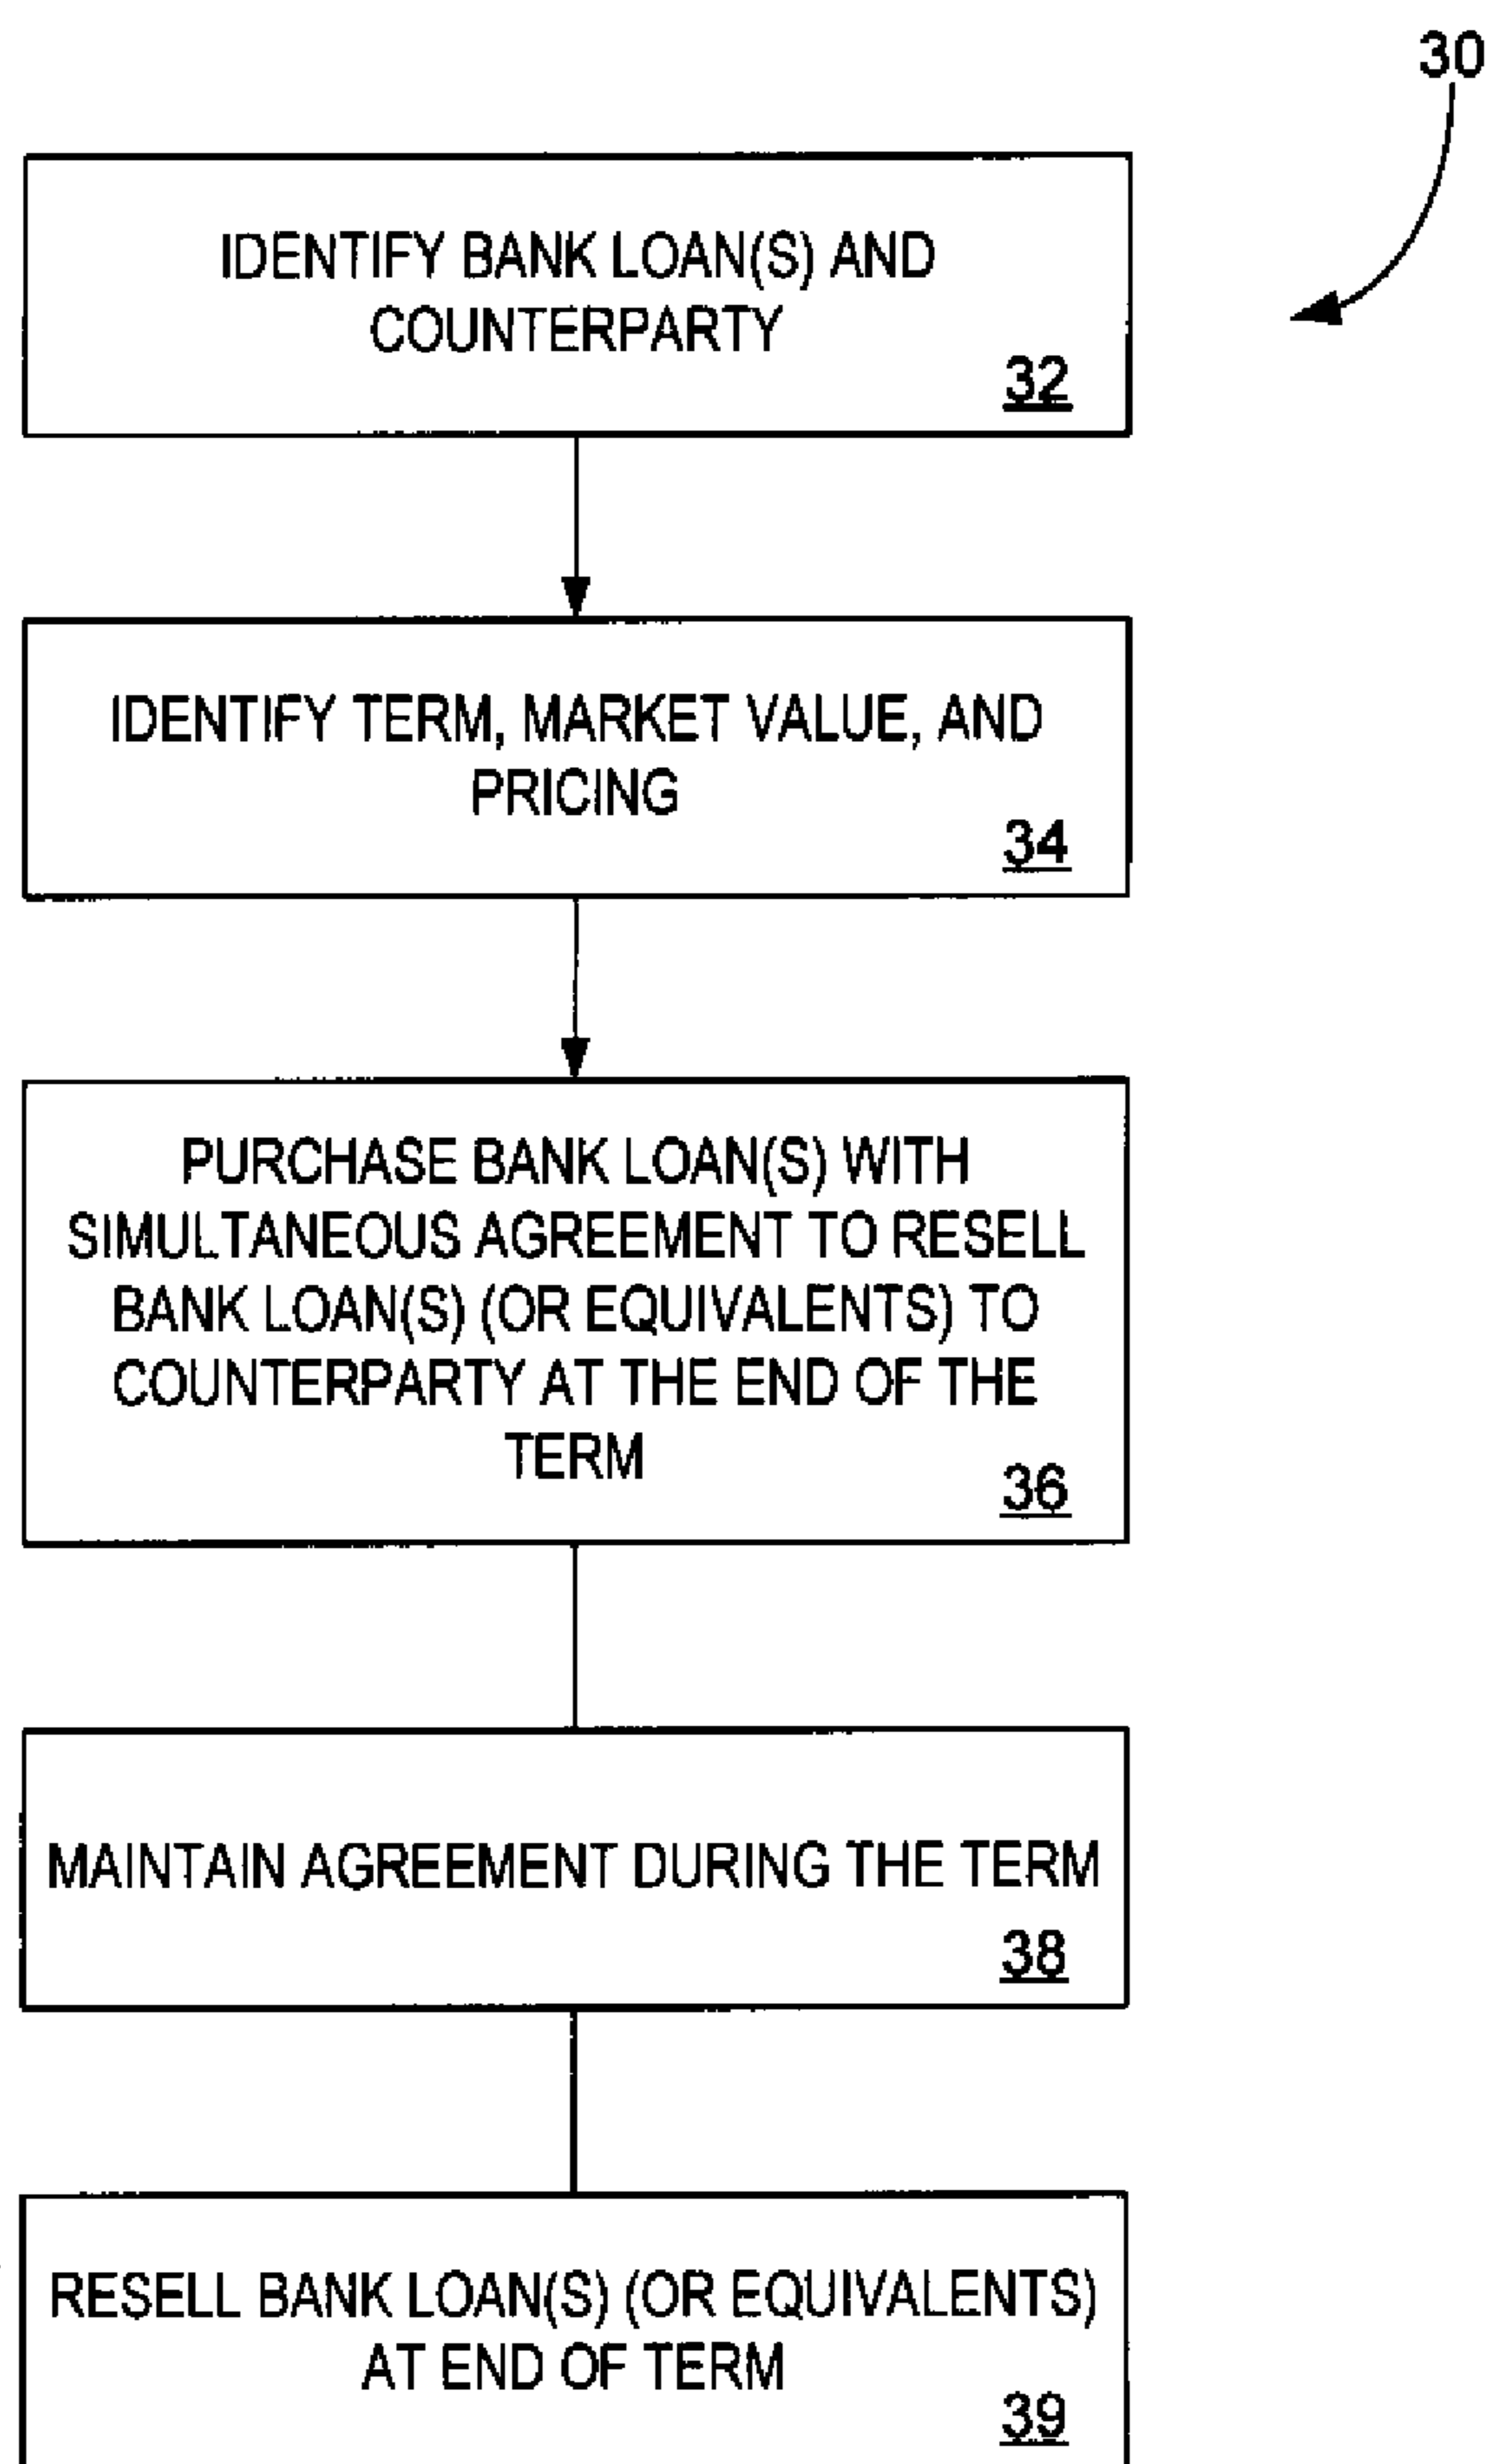 30
IDENTIFY BANK LOAN(S) AND
COUNTERPARTY
32
IDENTIFY TERM, MARKET VALUE, AND
PRICING
34
PURCHASE BANK LOAN(S) WITH
SIMULTANEOUS AGREEMENT TO RESELL
BANK LOAN(S) (OR EQUIVALENTS) TO
COUNTERPARTY AT THE END OF THE
TERM
36
MAINTAIN AGREEMENT DURING THE TERM
38
RESELL BANK LOAN(S) (OR EQUIVALENTS)
AT END OF TERM
39